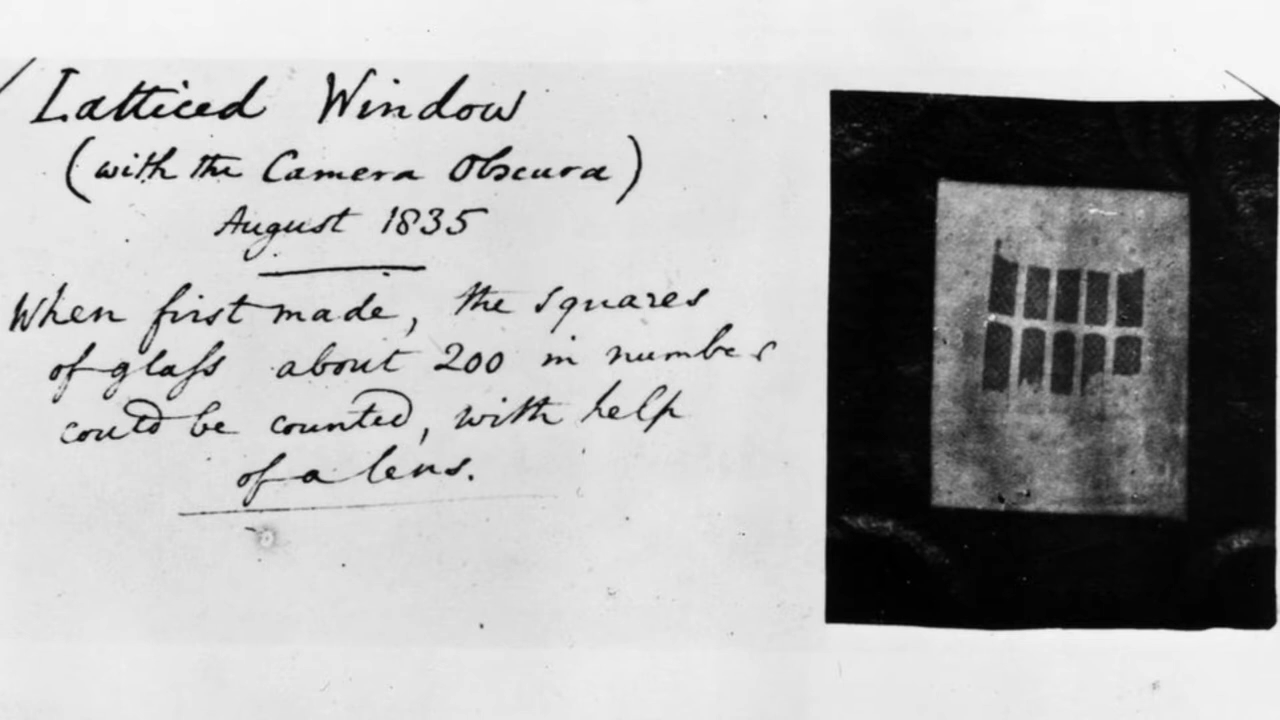 Latticed Window
(with the Camera Obscura)
August 1835
When first made, the squares
of glaſs about 200 in number
could be counted, with help
of a lens.